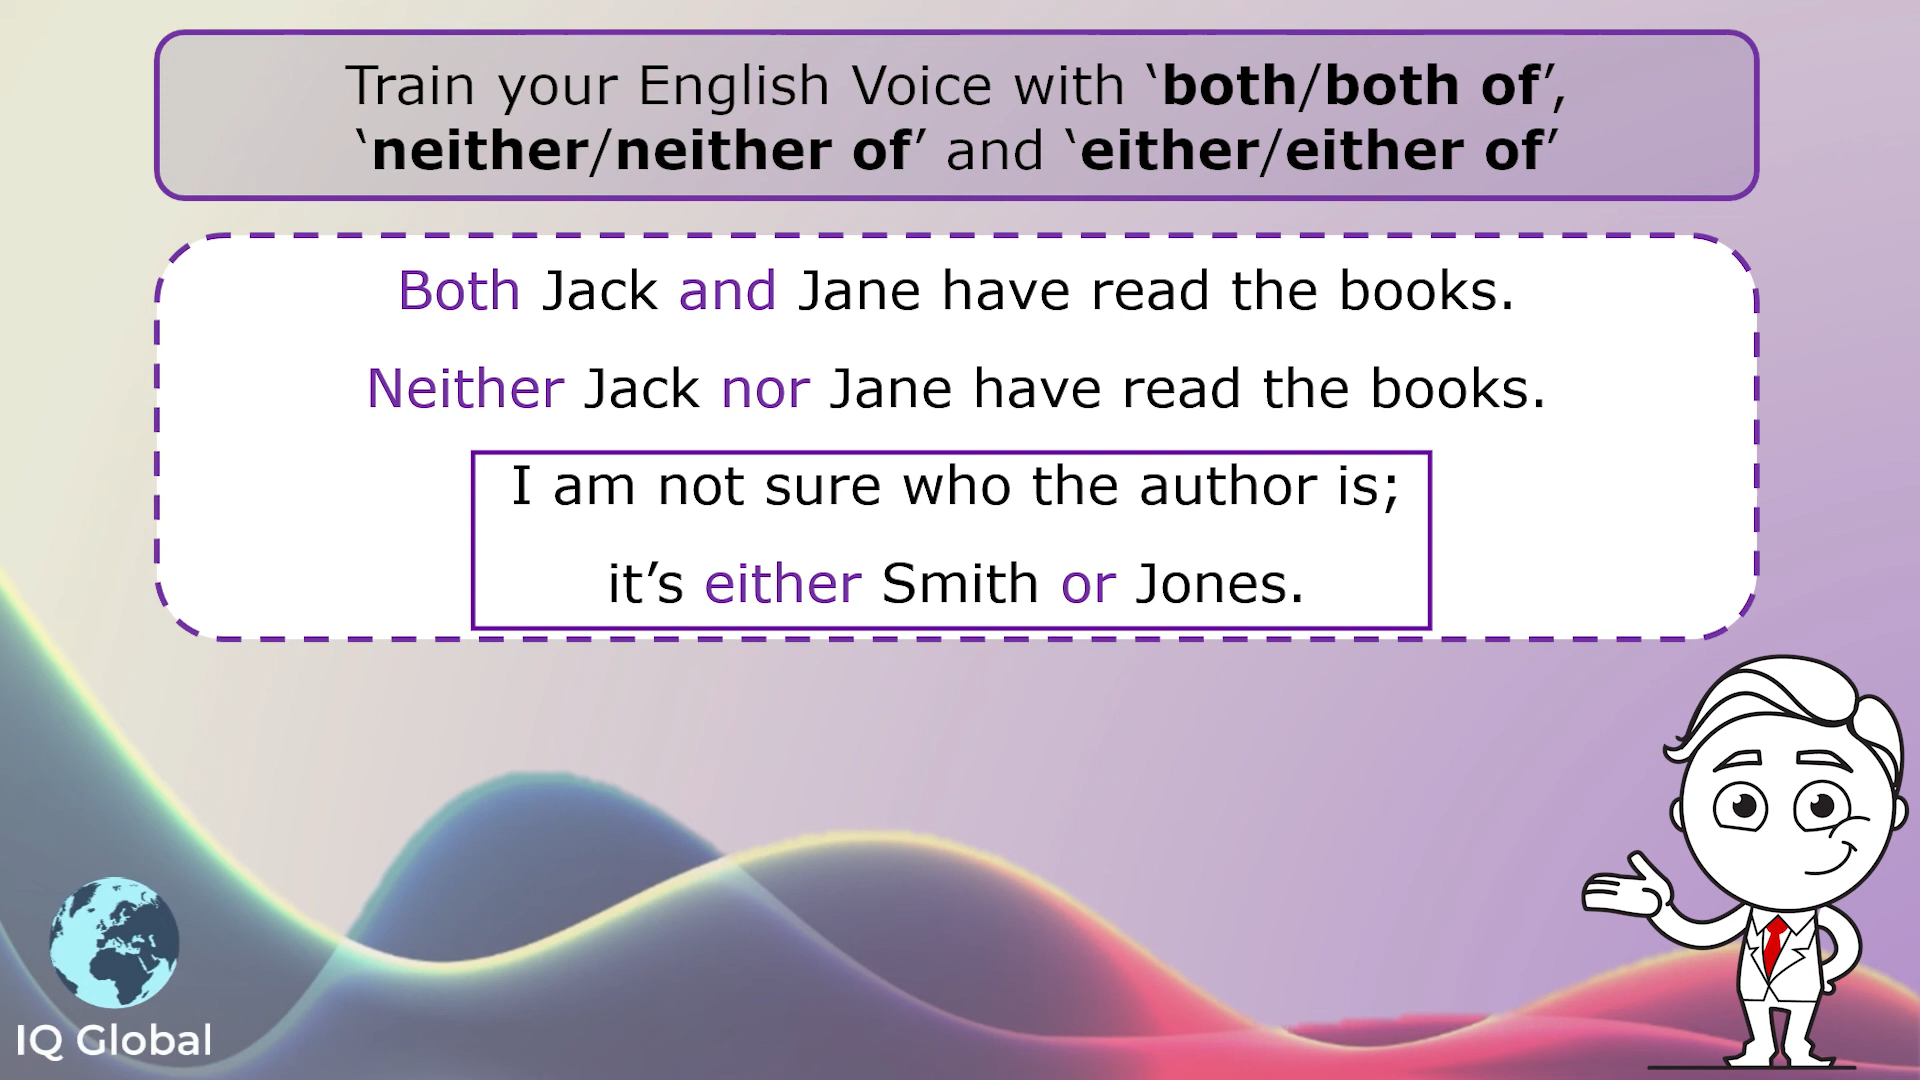 Train your English Voice with ‘both/both of’,
‘neither/neither of’ and ‘either/either of’
Both Jack and Jane have read the books.
Neither Jack nor Jane have read the books.
I am not sure who the author is;
it’s either Smith or Jones.
IQ Global